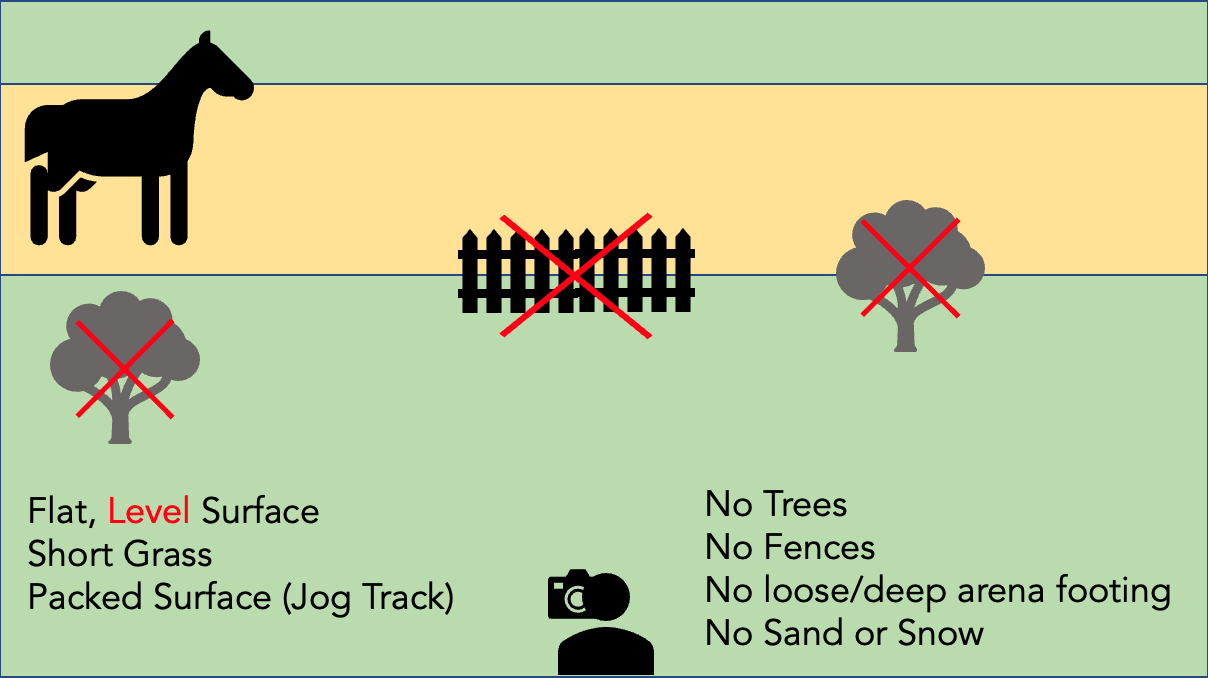 Flat, Level Surface
Short Grass
Packed Surface (Jog Track)
No Trees
No Fences
No loose/deep arena footing
No Sand or Snow